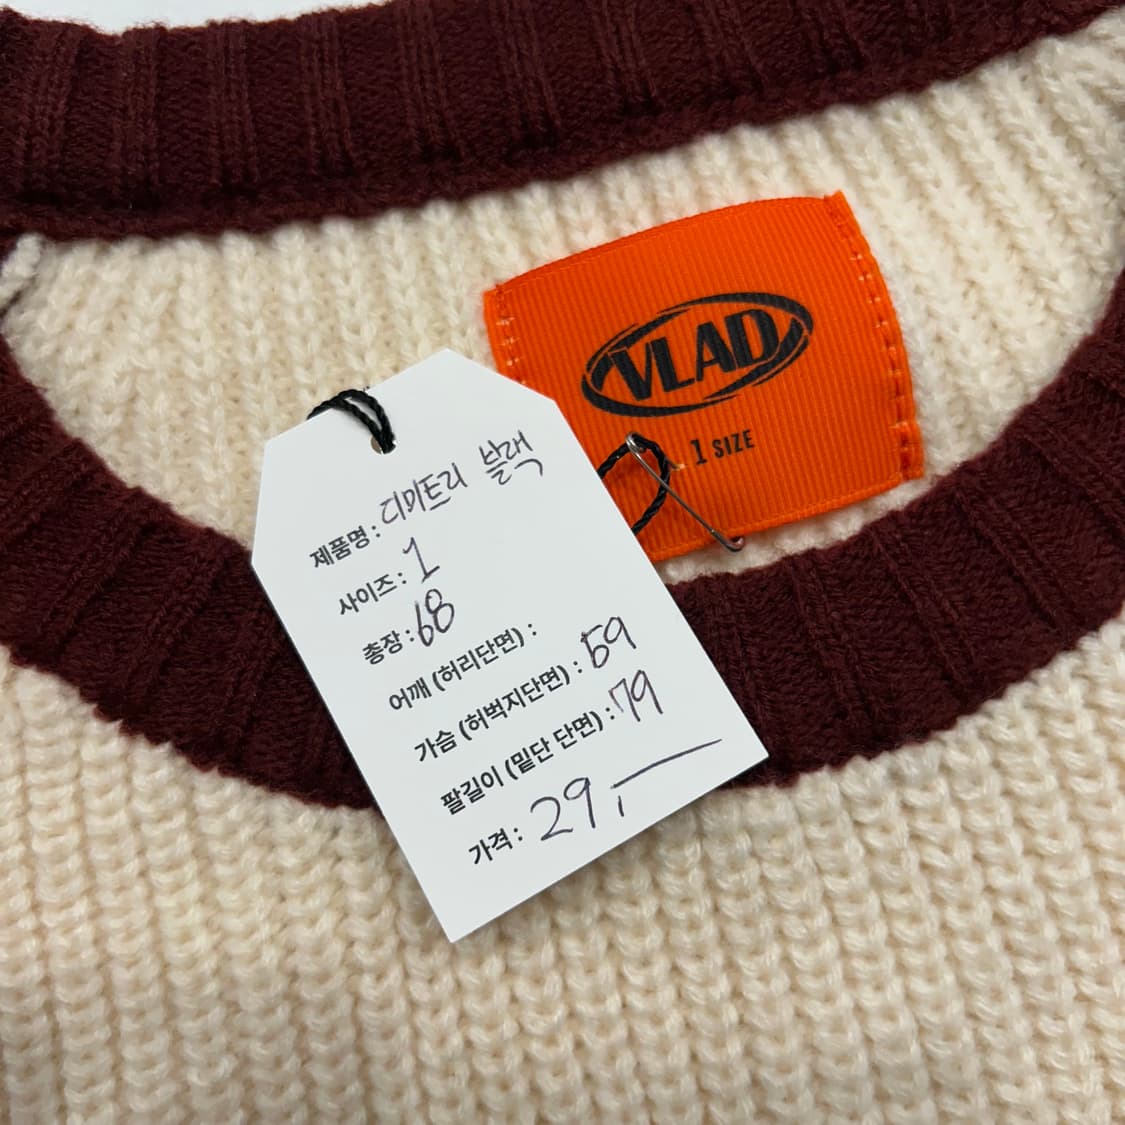 VLAD
1 SIZE
제품명 : 디미트리 블랙
사이즈 : 1
총장 : 68
어깨 (허리단면) :
가슴 (허벅지단면) : 59
팔길이 (밑단 단면) : 79
가격 : 29,—